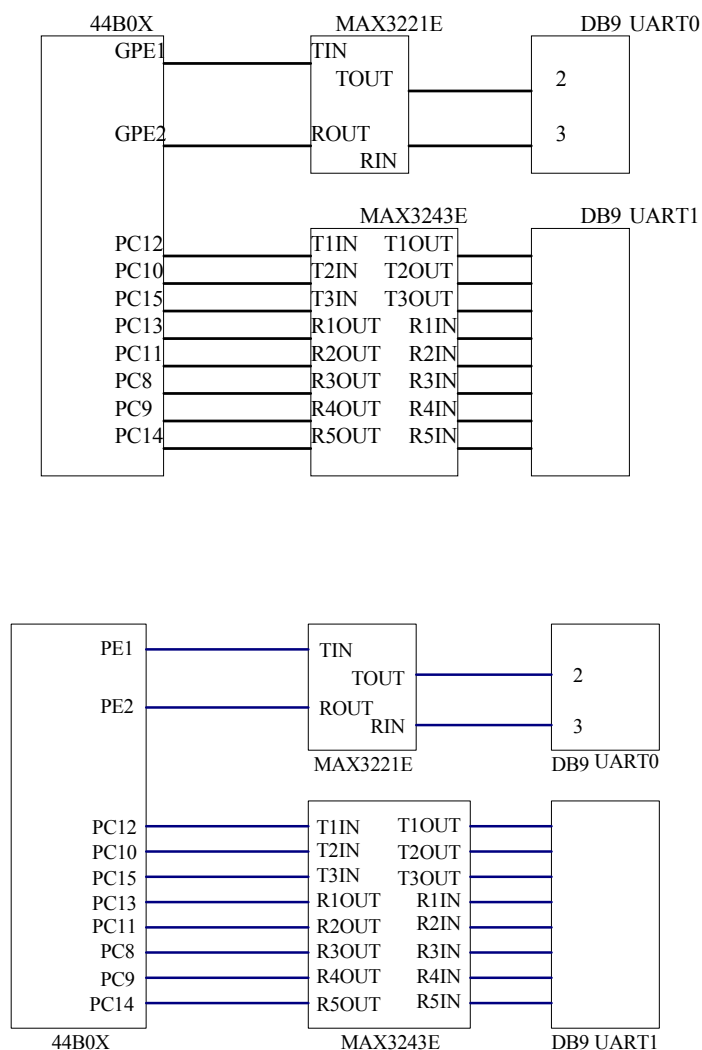 44B0X MAX3221E DB9 UART0
GPE1 TIN
TOUT 2
GPE2 ROUT 3
RIN
MAX3243E DB9 UART1
PC12 T1IN T1OUT
PC10 T2IN T2OUT
PC15 T3IN T3OUT
PC13 R1OUT R1IN
PC11 R2OUT R2IN
PC8 R3OUT R3IN
PC9 R4OUT R4IN
PC14 R5OUT R5IN
PE1 TIN
TOUT 2
PE2 ROUT
RIN 3
MAX3221E DB9 UART0
PC12 T1IN T1OUT
PC10 T2IN T2OUT
PC15 T3IN T3OUT
PC13 R1OUT R1IN
PC11 R2OUT R2IN
PC8 R3OUT R3IN
PC9 R4OUT R4IN
PC14 R5OUT R5IN
44B0X MAX3243E DB9 UART1